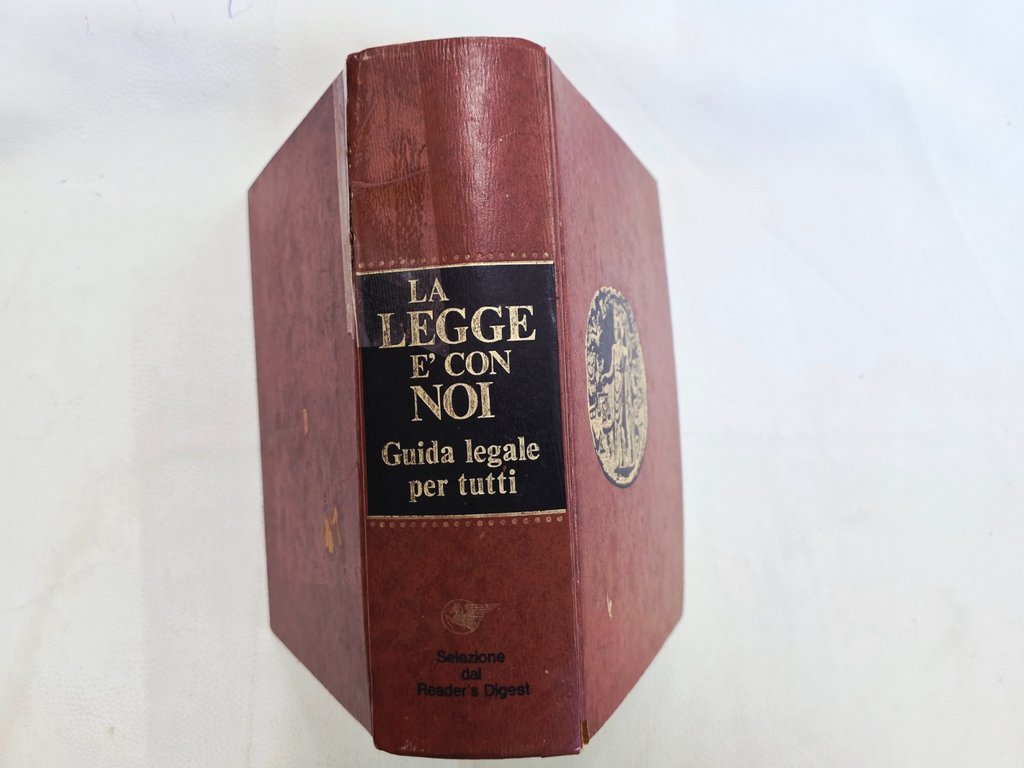 LA
LEGGE
E' CON
NOI
Guida legale
per tutti
Selezione
dal
Reader's Digest